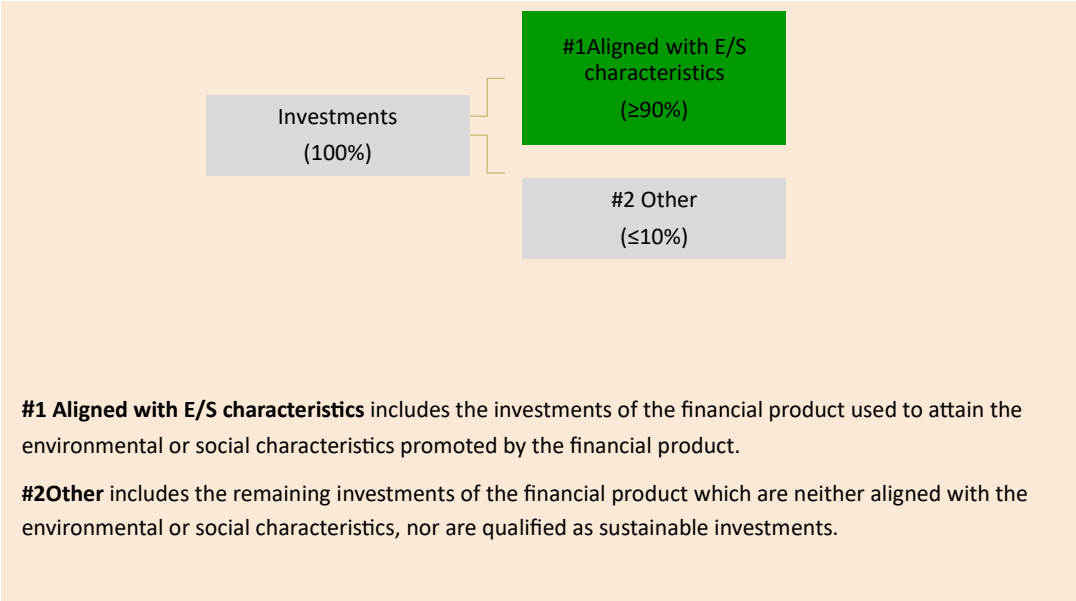 #1Aligned with E/S
characteristics
(≥90%)
Investments
(100%)
#2 Other
(≤10%)
#1 Aligned with E/S characteristics includes the investments of the financial product used to attain the
environmental or social characteristics promoted by the financial product.
#2Other includes the remaining investments of the financial product which are neither aligned with the
environmental or social characteristics, nor are qualified as sustainable investments.